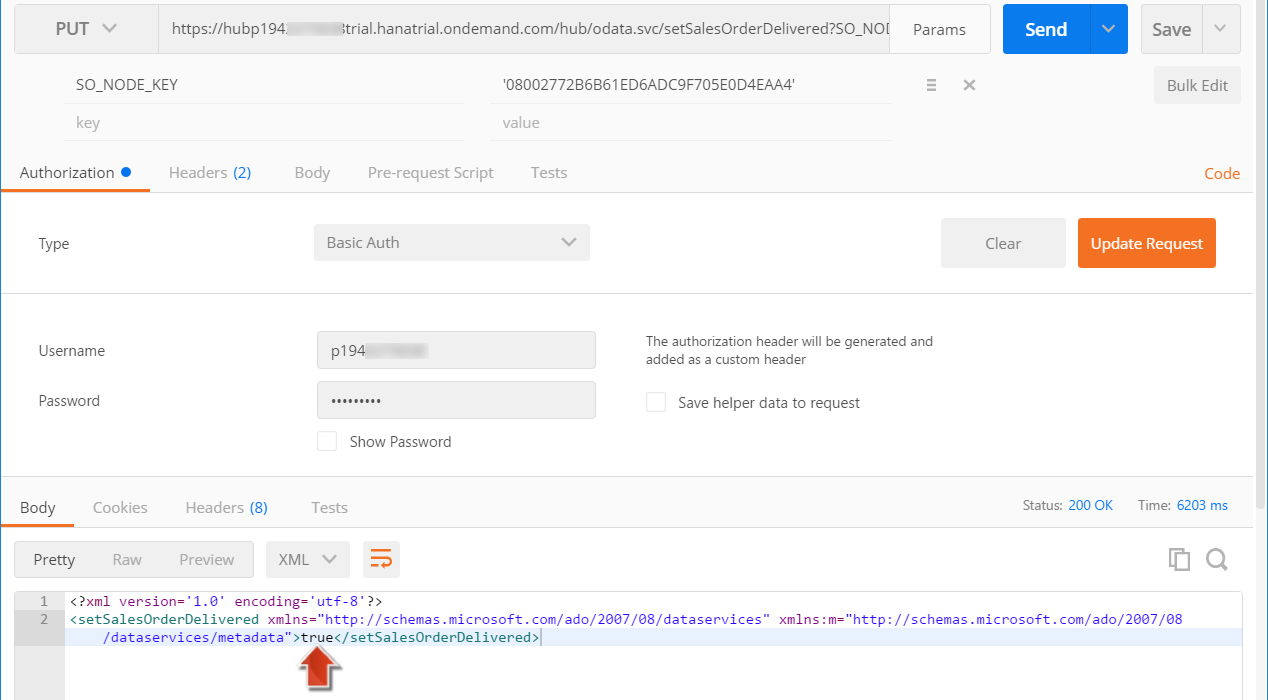 PUT https://hubp194 trial.hanatrial.ondemand.com/hub/odata.svc/setSalesOrderDelivered?SO_NOD Params Send Save
SO_NODE_KEY '08002772B6B61ED6ADC9F705E0D4EAA4' Bulk Edit
key value
Authorization Headers (2) Body Pre-request Script Tests Code
Type Basic Auth Clear Update Request
Username p194 The authorization header will be generated and
added as a custom header
Password ••••••••• Save helper data to request
Show Password
Body Cookies Headers (8) Tests Status: 200 OK Time: 6203 ms
Pretty Raw Preview XML
1 <?xml version='1.0' encoding='utf-8'?>
2 <setSalesOrderDelivered xmlns="http://schemas.microsoft.com/ado/2007/08/dataservices" xmlns:m="http://schemas.microsoft.com/ado/2007/08
/dataservices/metadata">true</setSalesOrderDelivered>